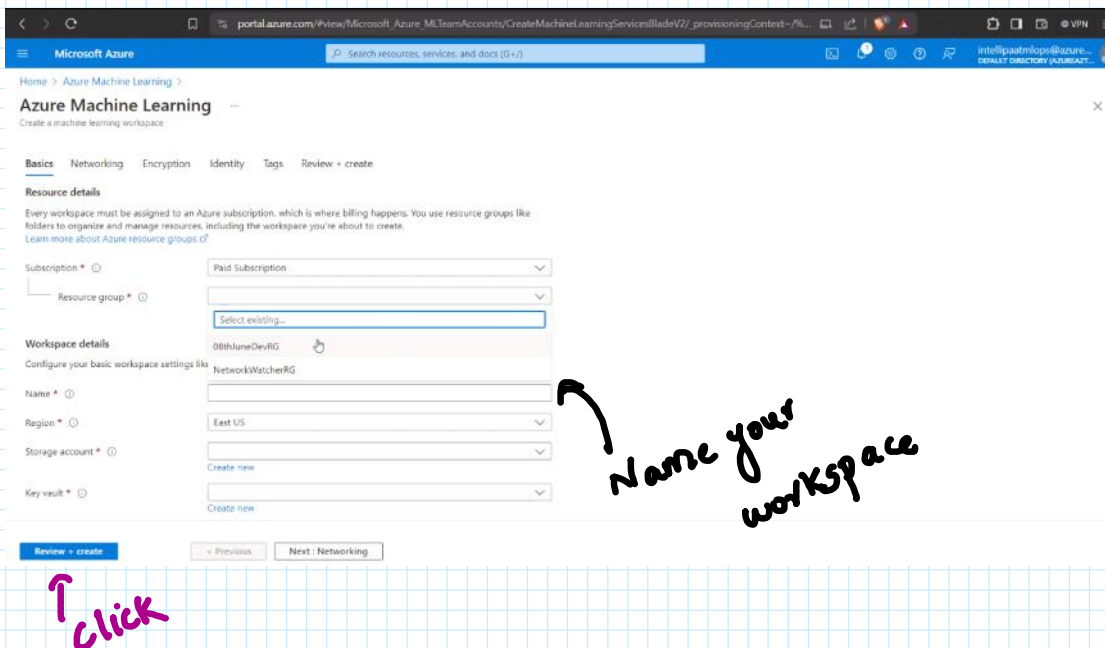 portal.azure.com/#view/Microsoft_Azure_MLTeamAccounts/CreateMachineLearningServicesBladeV2/_provisioningContext~/%...
VPN
Microsoft Azure
Search resources, services, and docs (G+/)
intellipaatmlops@azure...
DEFAULT DIRECTORY (AZUREAZT...
Home > Azure Machine Learning >
Azure Machine Learning ...
Create a machine learning workspace
Basics Networking Encryption Identity Tags Review + create
Resource details
Every workspace must be assigned to an Azure subscription, which is where billing happens. You use resource groups like
folders to organize and manage resources, including the workspace you're about to create.
Learn more about Azure resource groups
Subscription * Paid Subscription
Resource group *
Select existing...
Workspace details
08thJuneDevRG
Configure your basic workspace settings like
NetworkWatcherRG
Name *
Region * East US
Storage account *
Create new
Key vault *
Create new
Name your
workspace
Review + create < Previous Next : Networking
click